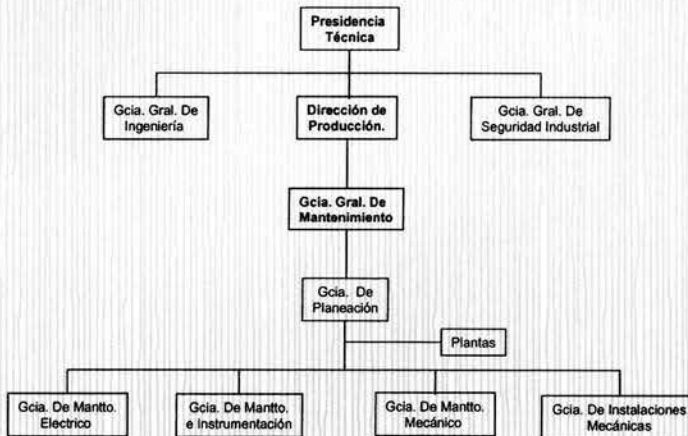 Presidencia
Técnica
Gcia. Gral. De
Ingeniería
Dirección de
Producción.
Gcia. Gral. De
Seguridad Industrial
Gcia. Gral. De
Mantenimiento
Gcia. De
Planeación
Plantas
Gcia. De Mantto.
Electrico
Gcia. De Mantto.
e Instrumentación
Gcia. De Mantto.
Mecánico
Gcia. De Instalaciones
Mecánicas